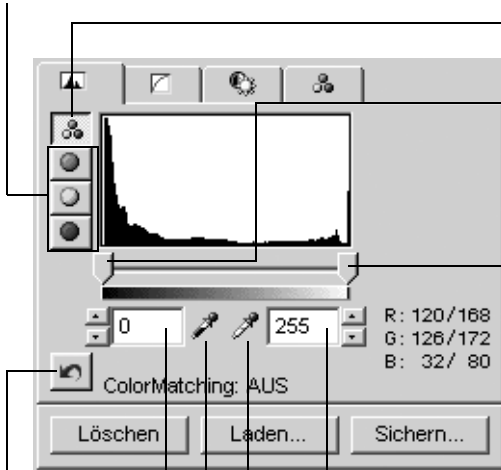 0
255
R: 120/168
G: 126/172
B: 32/ 80
ColorMatching: AUS
Löschen
Laden...
Sichern...